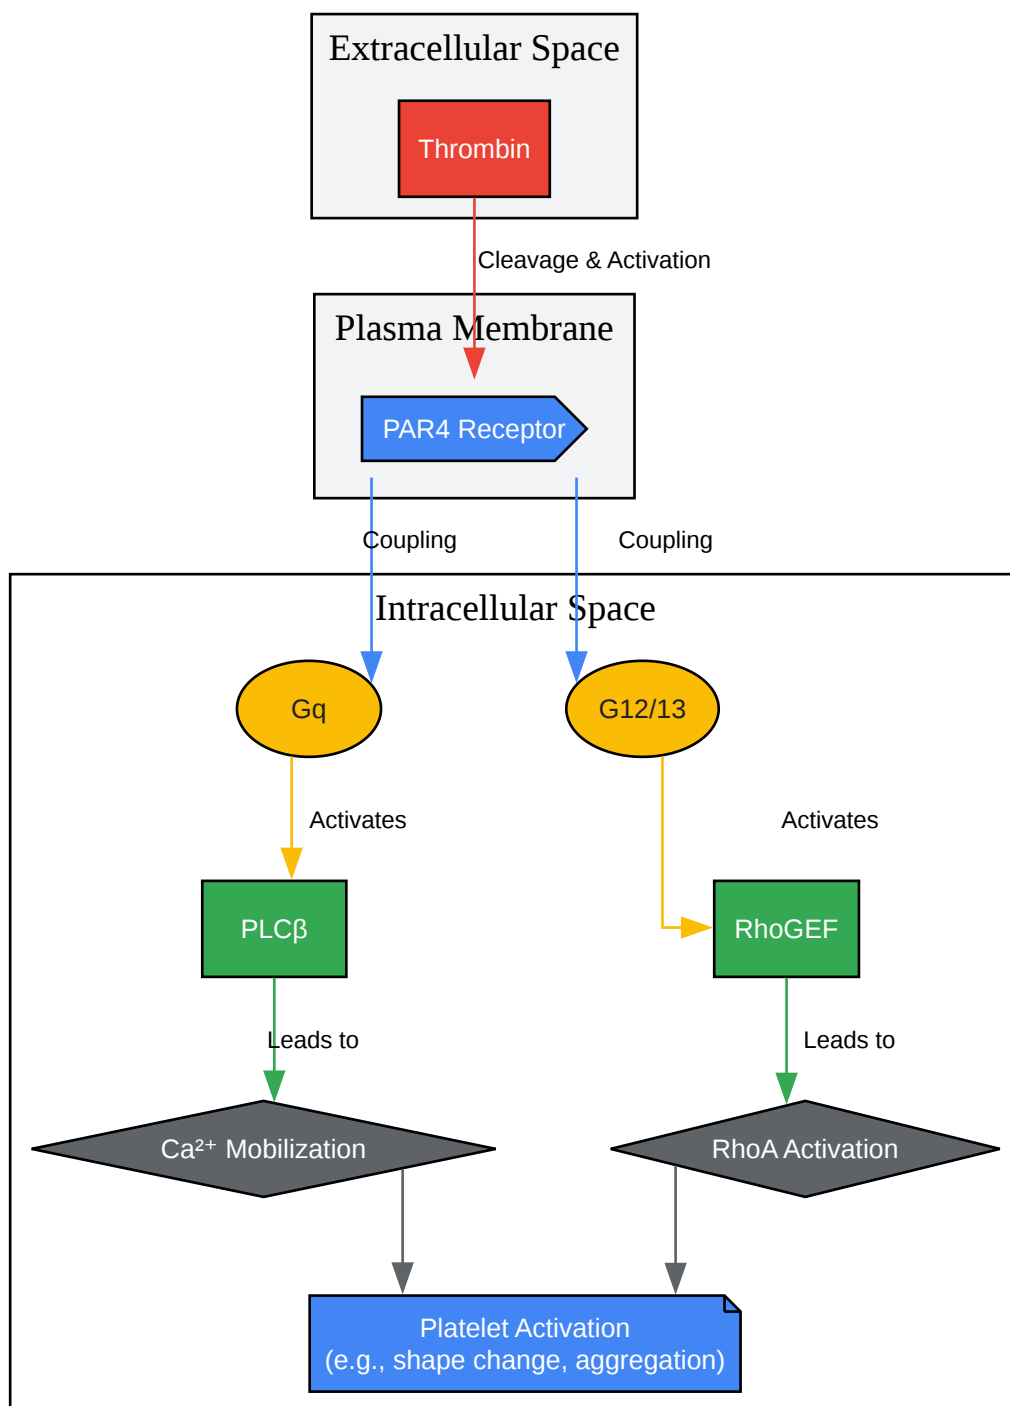 Extracellular Space
Thrombin
Cleavage & Activation
Plasma Membrane
PAR4 Receptor
Coupling
Coupling
Intracellular Space
Gq
G12/13
Activates
Activates
PLCβ
RhoGEF
Leads to
Leads to
Ca²⁺ Mobilization
RhoA Activation
Platelet Activation
(e.g., shape change, aggregation)